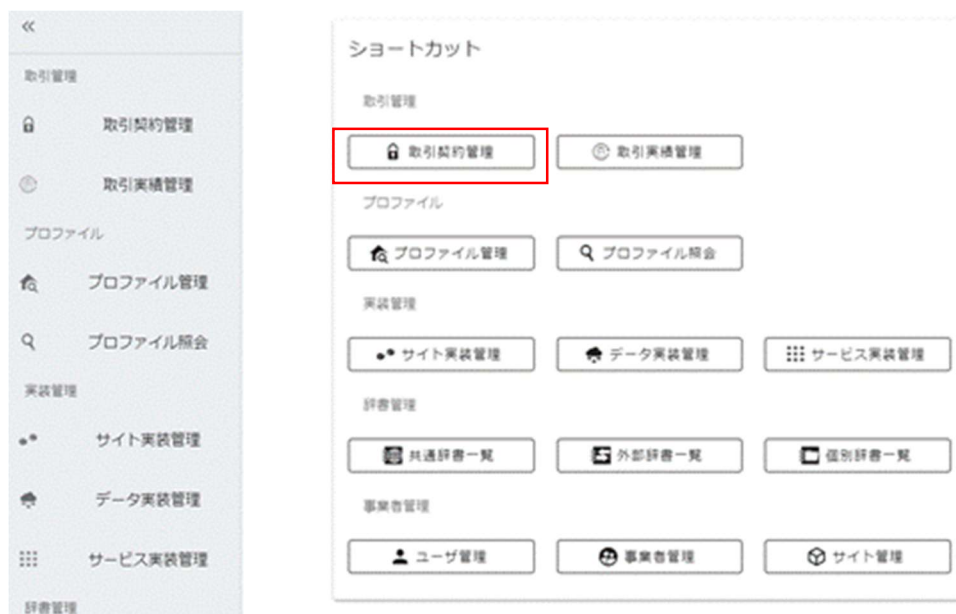 «
取引管理
取引契約管理
取引実績管理
プロファイル
プロファイル管理
プロファイル照会
実装管理
サイト実装管理
データ実装管理
サービス実装管理
辞書管理
ショートカット
取引管理
取引契約管理 取引実績管理
プロファイル
プロファイル管理 プロファイル照会
実装管理
サイト実装管理 データ実装管理 サービス実装管理
辞書管理
共通辞書一覧 外部辞書一覧 個別辞書一覧
事業者管理
ユーザ管理 事業者管理 サイト管理